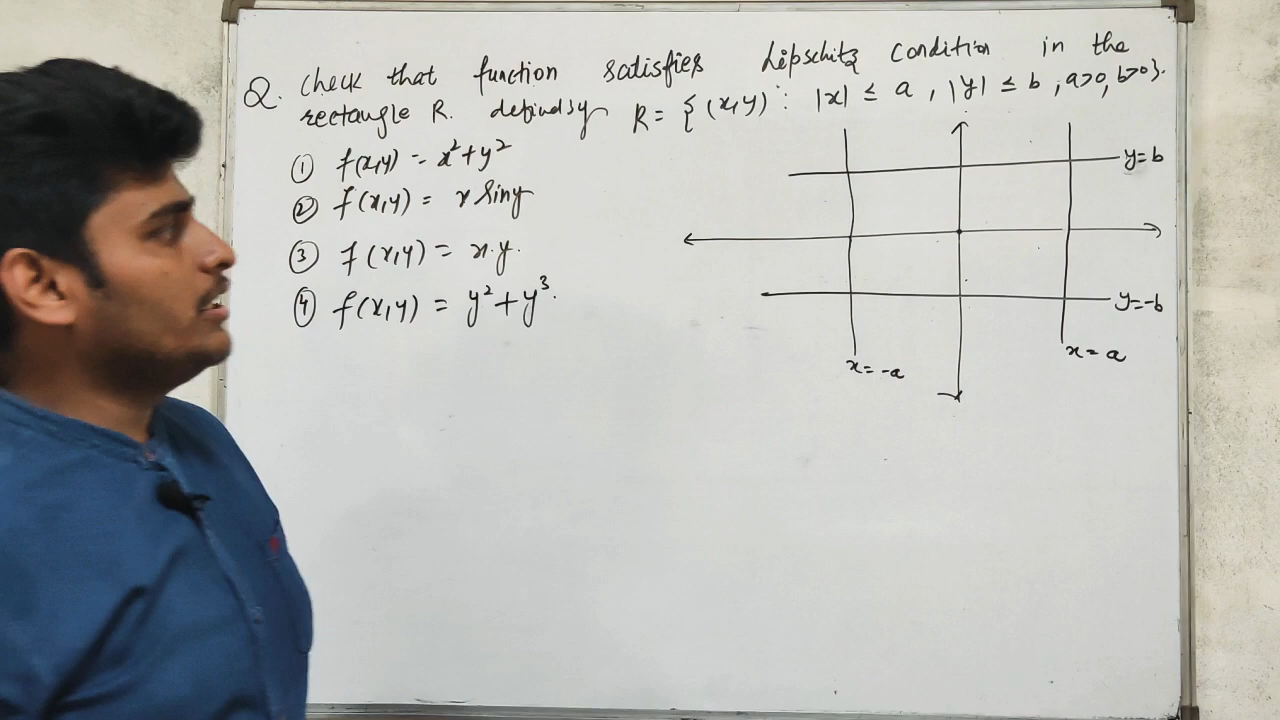 Q. Check that function satisfies Lipschitz condition in the
rectangle R. defined by R = { (x,y) : |x| ≤ a , |y| ≤ b , a>0, b>0}.
① f(x,y) = x²+y²
② f(x,y) = x siny
③ f(x,y) = x.y.
④ f(x,y) = y²+y³.
y=b
y=-b
x=-a
x=a